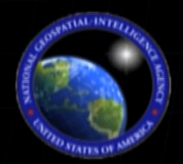 NATIONAL GEOSPATIAL-INTELLIGENCE AGENCY
UNITED STATES OF AMERICA